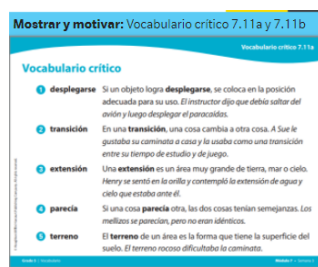 Mostrar y motivar: Vocabulario crítico 7.11a y 7.11b
Vocabulario crítico 7.11a
Vocabulario crítico
1 desplegarse Si un objeto logra desplegarse, se coloca en la posición
adecuada para su uso. El instructor dijo que debía saltar del
avión y luego desplegar el paracaídas.
2 transición En una transición, una cosa cambia a otra cosa. A Sue le
gustaba su caminata a casa y la usaba como una transición
entre su tiempo de estudio y de juego.
3 extensión Una extensión es un área muy grande de tierra, mar o cielo.
Henry se sentó en la orilla y contempló la extensión de agua y
cielo que estaba ante él.
4 parecía Si una cosa parecía otra, las dos cosas tenían semejanzas. Los
mellizos se parecían, pero no eran idénticos.
5 terreno El terreno de un área es la forma que tiene la superficie del
suelo. El terreno rocoso dificultaba la caminata.